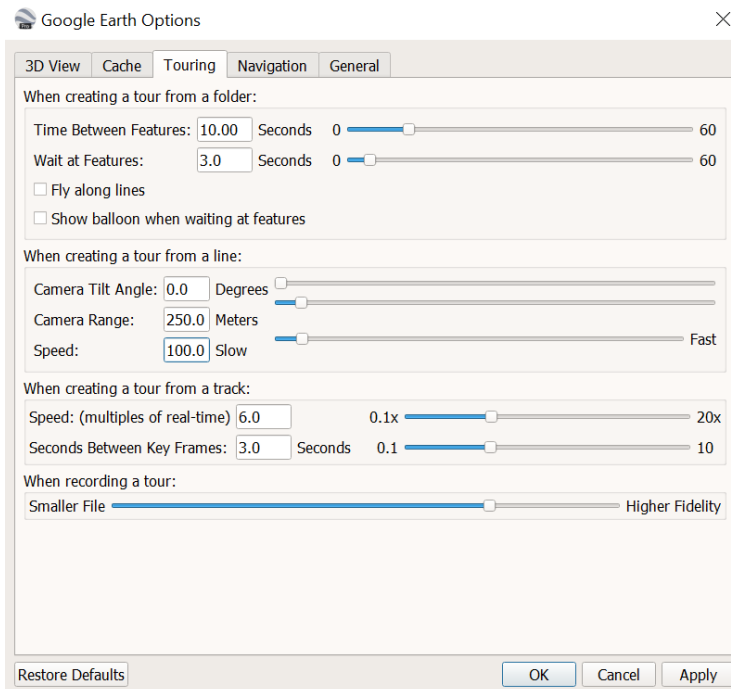 Google Earth Options
3D View Cache Touring Navigation General
When creating a tour from a folder:
Time Between Features: 10.00 Seconds 0 60
Wait at Features: 3.0 Seconds 0 60
Fly along lines
Show balloon when waiting at features
When creating a tour from a line:
Camera Tilt Angle: 0.0 Degrees
Camera Range: 250.0 Meters
Speed: 100.0 Slow Fast
When creating a tour from a track:
Speed: (multiples of real-time) 6.0 0.1x 20x
Seconds Between Key Frames: 3.0 Seconds 0.1 10
When recording a tour:
Smaller File Higher Fidelity
Restore Defaults OK Cancel Apply